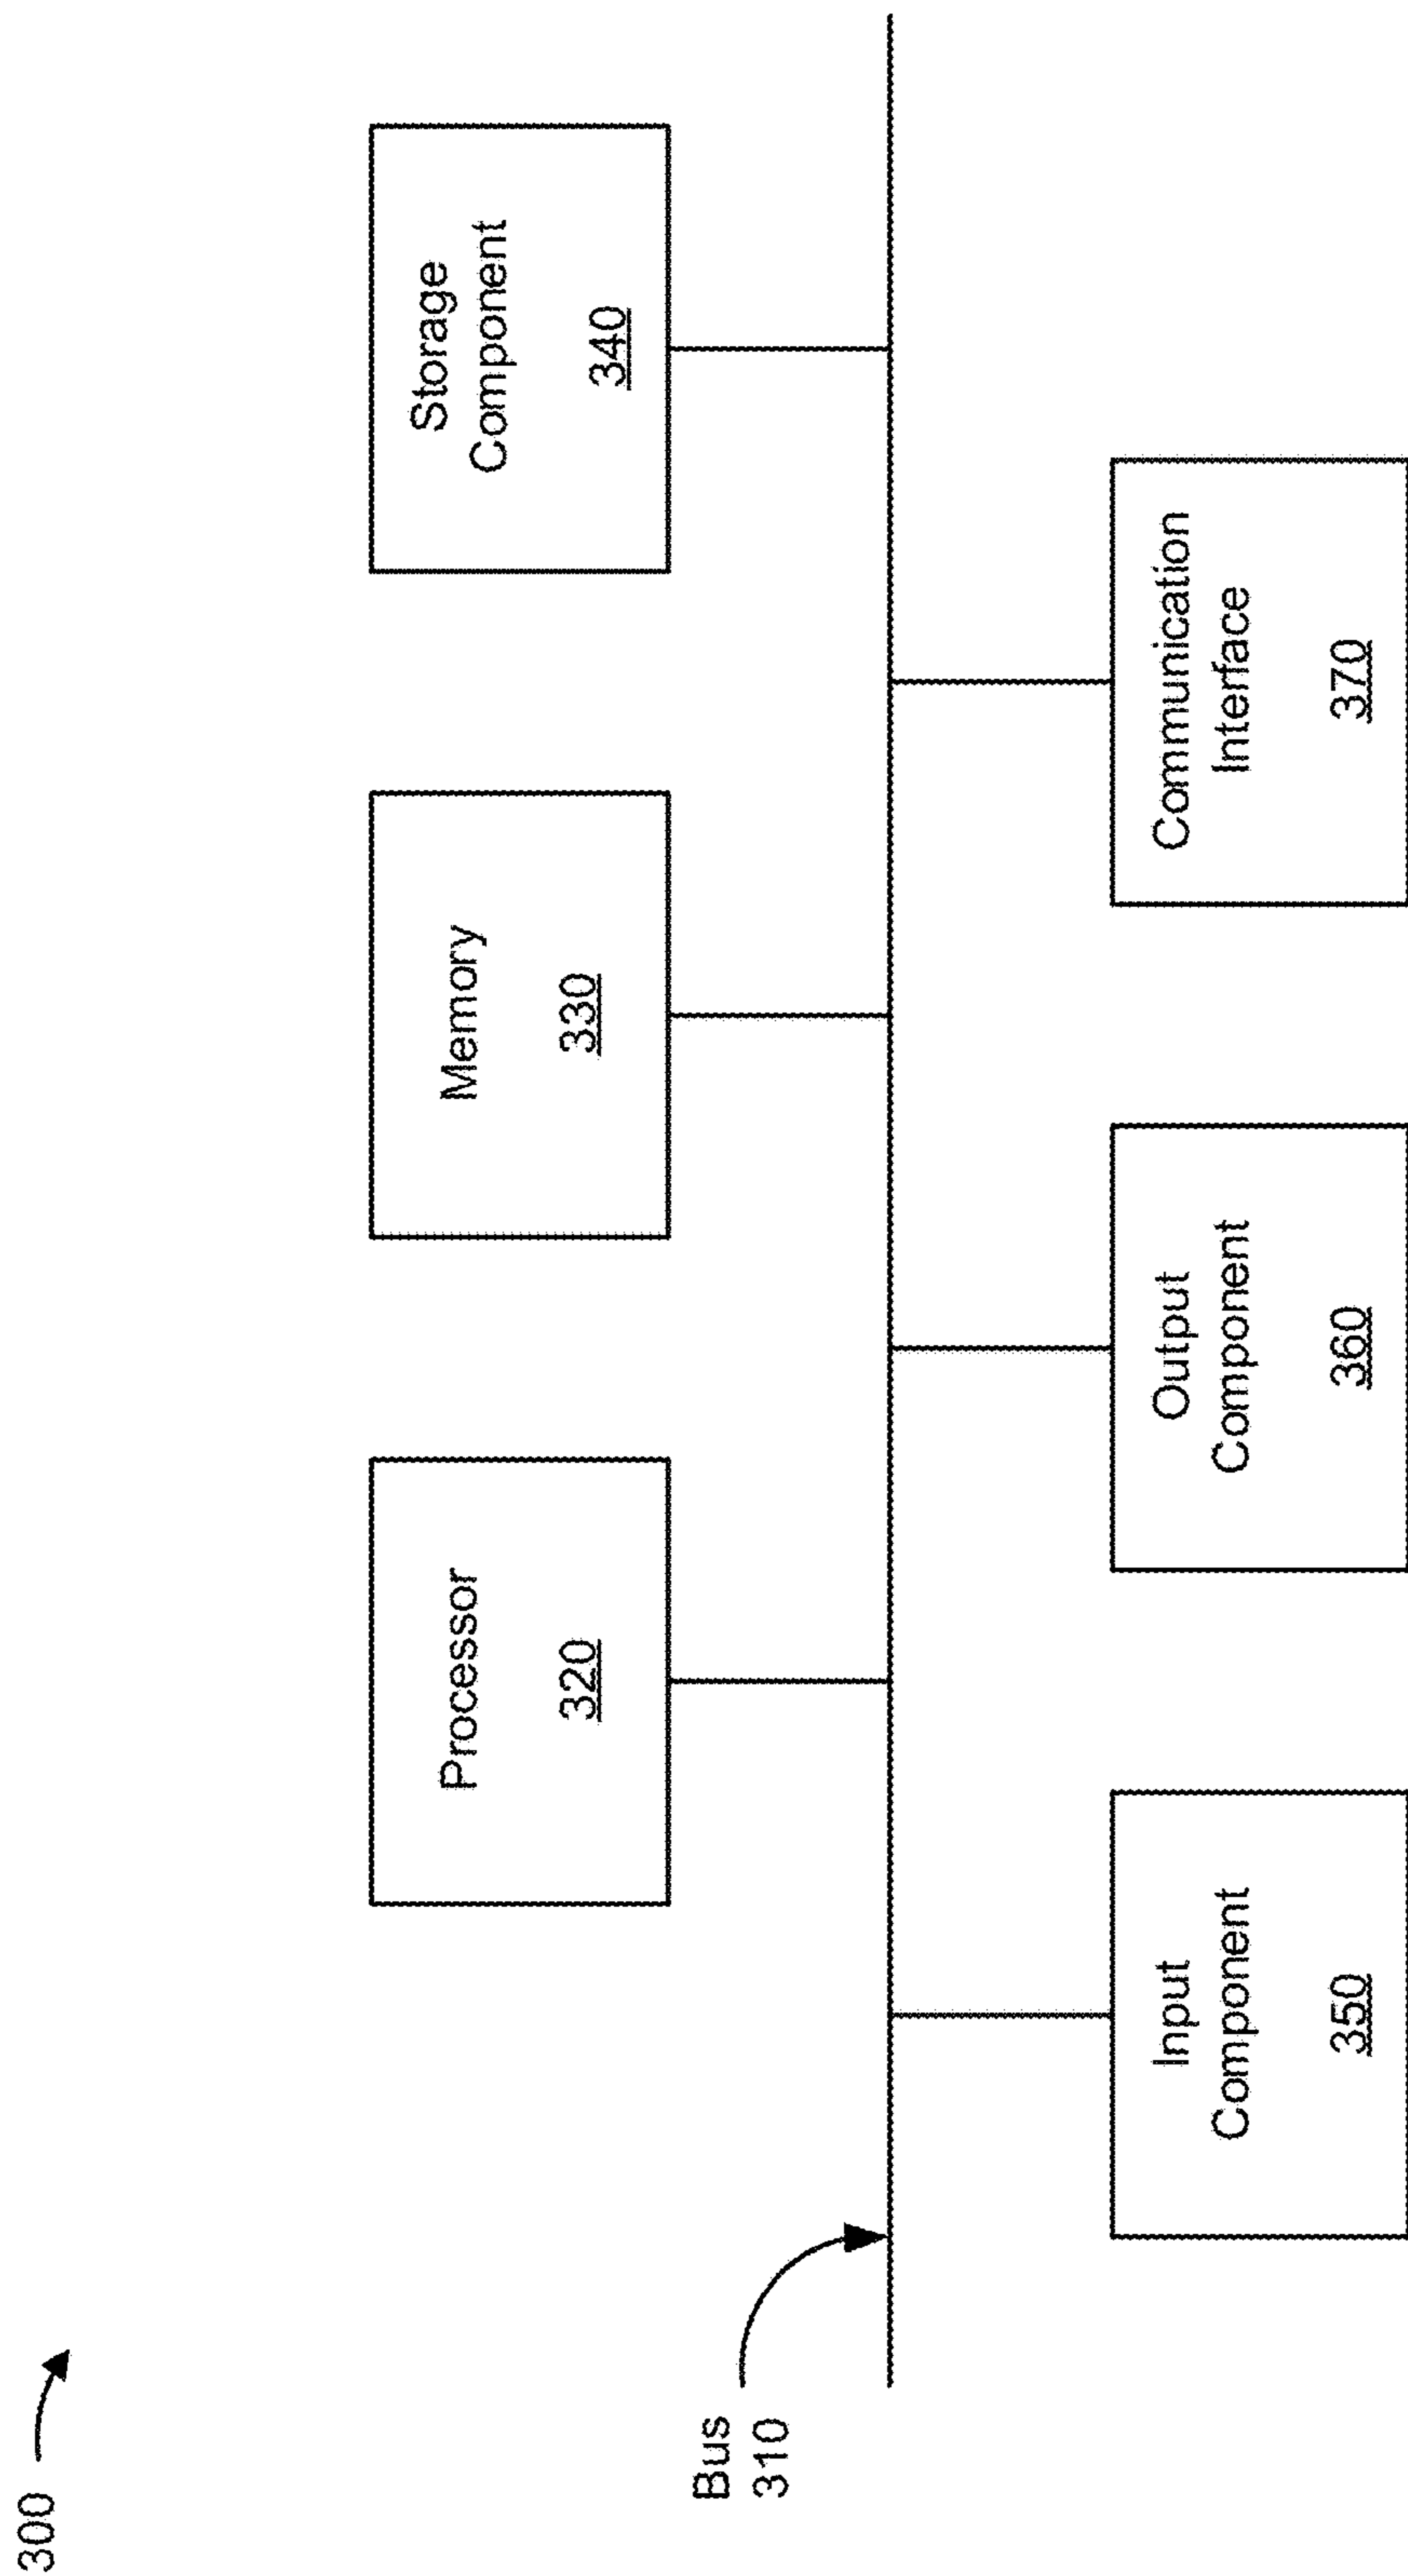 300
Processor
320
Memory
330
Storage
Component
340
Bus
310
Input
Component
350
Output
Component
360
Communication
Interface
370